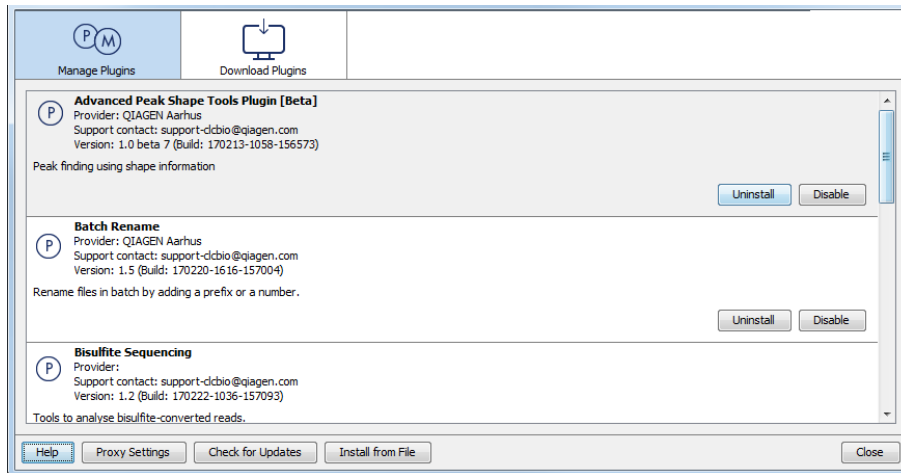 P M
Manage Plugins
Download Plugins
P
Advanced Peak Shape Tools Plugin [Beta]
Provider: QIAGEN Aarhus
Support contact: support-clcbio@qiagen.com
Version: 1.0 beta 7 (Build: 170213-1058-156573)
Peak finding using shape information
Uninstall
Disable
P
Batch Rename
Provider: QIAGEN Aarhus
Support contact: support-clcbio@qiagen.com
Version: 1.5 (Build: 170220-1616-157004)
Rename files in batch by adding a prefix or a number.
Uninstall
Disable
P
Bisulfite Sequencing
Provider:
Support contact: support-clcbio@qiagen.com
Version: 1.2 (Build: 170222-1036-157093)
Tools to analyse bisulfite-converted reads.
Help
Proxy Settings
Check for Updates
Install from File
Close